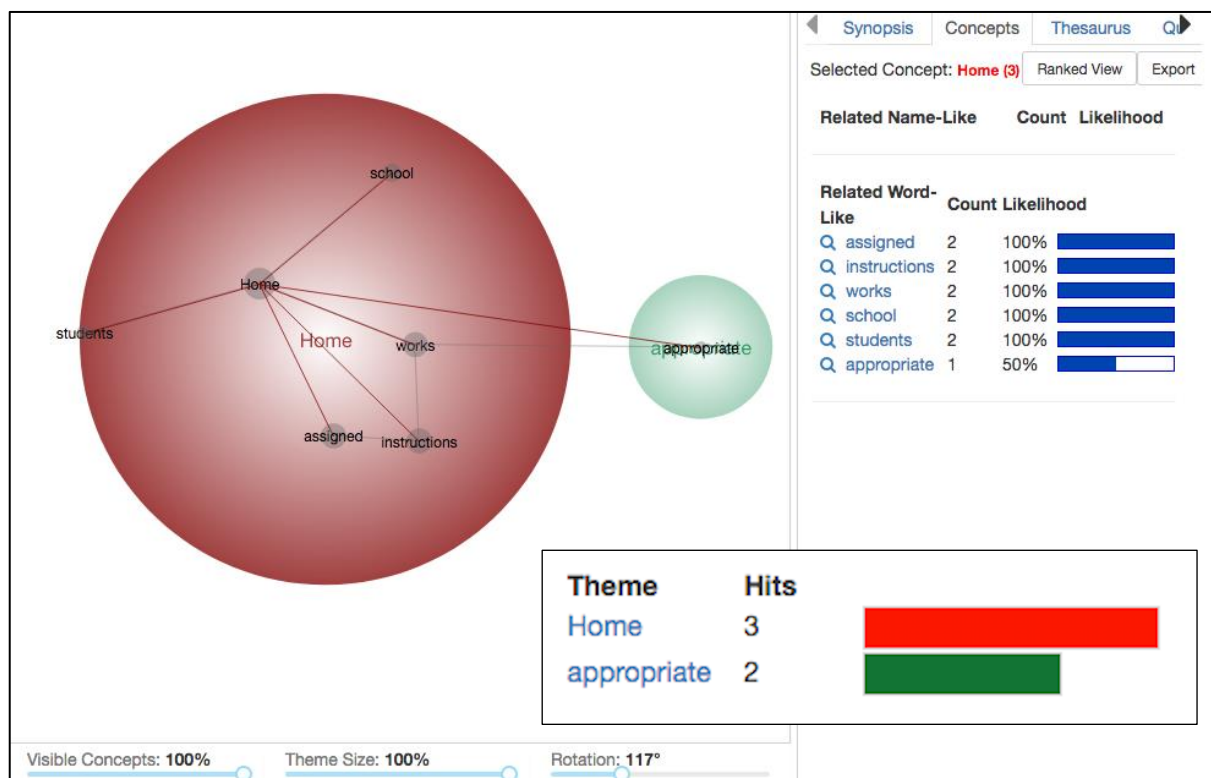 Synopsis Concepts Thesaurus
Selected Concept: Home (3) Ranked View Export
Related Name-Like Count Likelihood
Related Word-
Like Count Likelihood
assigned 2 100%
instructions 2 100%
works 2 100%
school 2 100%
students 2 100%
appropriate 1 50%
school
Home
students
Home
works
appropriate
appropriate
assigned
instructions
Theme Hits
Home 3
appropriate 2
Visible Concepts: 100% Theme Size: 100% Rotation: 117°